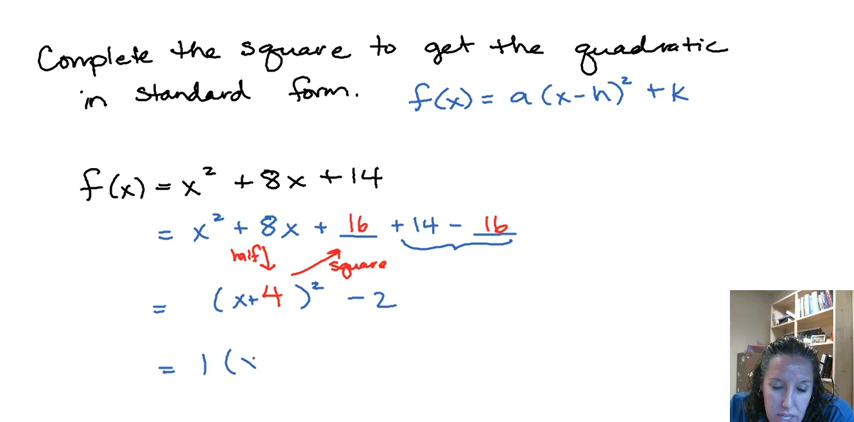 Complete the square to get the quadratic
in standard form. f(x) = a(x-h)² + k
f(x) = x² + 8x + 14
= x² + 8x + 16 + 14 - 16
half square
= (x+4)² - 2
= 1(x